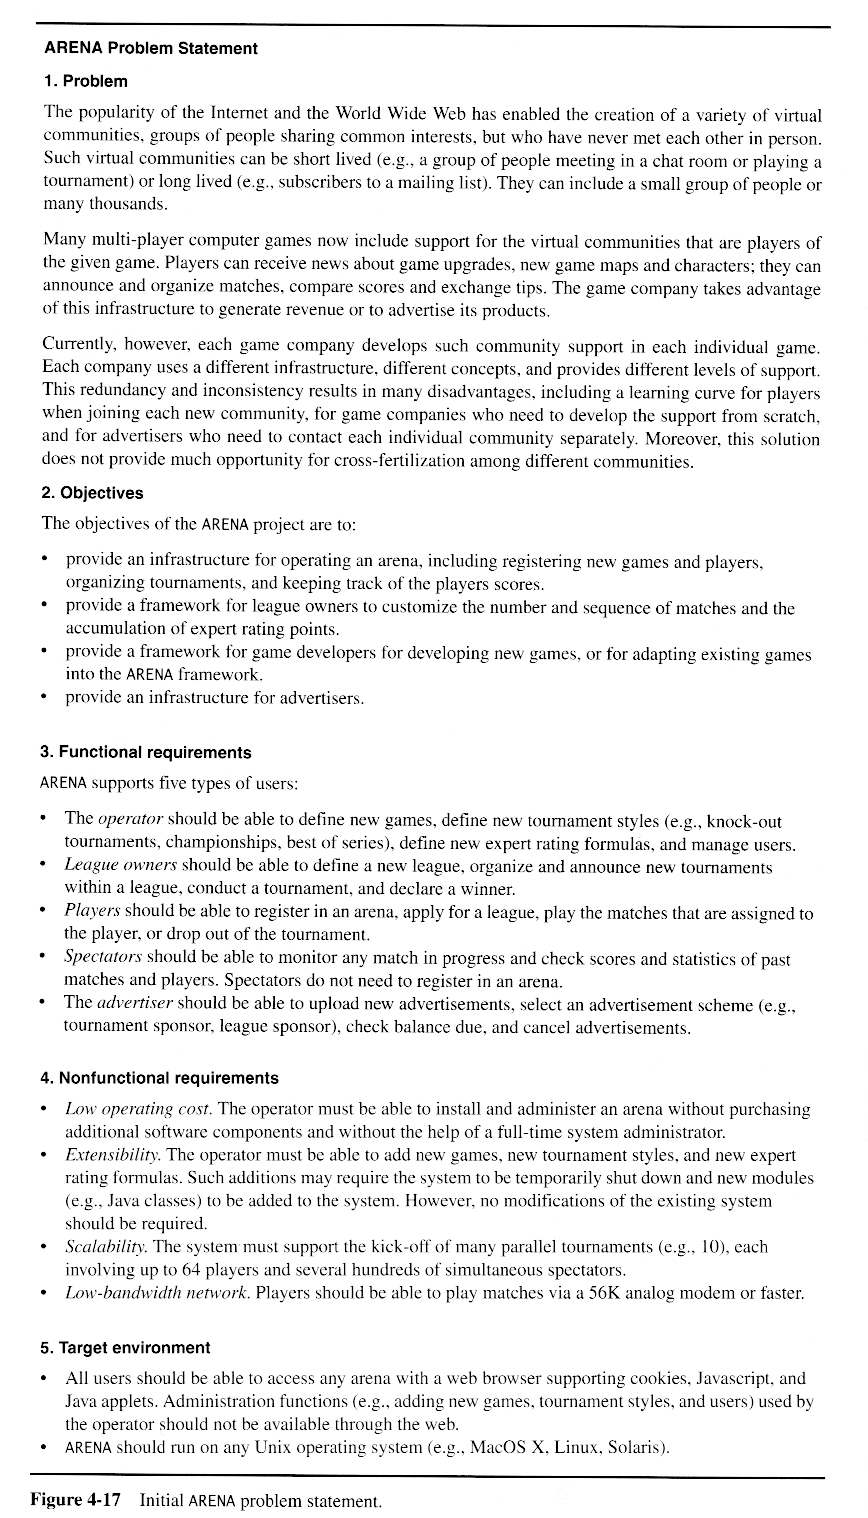 ARENA Problem Statement
1. Problem
The popularity of the Internet and the World Wide Web has enabled the creation of a variety of virtual
communities, groups of people sharing common interests, but who have never met each other in person.
Such virtual communities can be short lived (e.g., a group of people meeting in a chat room or playing a
tournament) or long lived (e.g., subscribers to a mailing list). They can include a small group of people or
many thousands.
Many multi-player computer games now include support for the virtual communities that are players of
the given game. Players can receive news about game upgrades, new game maps and characters; they can
announce and organize matches, compare scores and exchange tips. The game company takes advantage
of this infrastructure to generate revenue or to advertise its products.
Currently, however, each game company develops such community support in each individual game.
Each company uses a different infrastructure, different concepts, and provides different levels of support.
This redundancy and inconsistency results in many disadvantages, including a learning curve for players
when joining each new community, for game companies who need to develop the support from scratch,
and for advertisers who need to contact each individual community separately. Moreover, this solution
does not provide much opportunity for cross-fertilization among different communities.
2. Objectives
The objectives of the ARENA project are to:
• provide an infrastructure for operating an arena, including registering new games and players,
organizing tournaments, and keeping track of the players scores.
• provide a framework for league owners to customize the number and sequence of matches and the
accumulation of expert rating points.
• provide a framework for game developers for developing new games, or for adapting existing games
into the ARENA framework.
• provide an infrastructure for advertisers.
3. Functional requirements
ARENA supports five types of users:
• The operator should be able to define new games, define new tournament styles (e.g., knock-out
tournaments, championships, best of series), define new expert rating formulas, and manage users.
• League owners should be able to define a new league, organize and announce new tournaments
within a league, conduct a tournament, and declare a winner.
• Players should be able to register in an arena, apply for a league, play the matches that are assigned to
the player, or drop out of the tournament.
• Spectators should be able to monitor any match in progress and check scores and statistics of past
matches and players. Spectators do not need to register in an arena.
• The advertiser should be able to upload new advertisements, select an advertisement scheme (e.g.,
tournament sponsor, league sponsor), check balance due, and cancel advertisements.
4. Nonfunctional requirements
• Low operating cost. The operator must be able to install and administer an arena without purchasing
additional software components and without the help of a full-time system administrator.
• Extensibility. The operator must be able to add new games, new tournament styles, and new expert
rating formulas. Such additions may require the system to be temporarily shut down and new modules
(e.g., Java classes) to be added to the system. However, no modifications of the existing system
should be required.
• Scalability. The system must support the kick-off of many parallel tournaments (e.g., 10), each
involving up to 64 players and several hundreds of simultaneous spectators.
• Low-bandwidth network. Players should be able to play matches via a 56K analog modem or faster.
5. Target environment
• All users should be able to access any arena with a web browser supporting cookies, Javascript, and
Java applets. Administration functions (e.g., adding new games, tournament styles, and users) used by
the operator should not be available through the web.
• ARENA should run on any Unix operating system (e.g., MacOS X, Linux, Solaris).
Figure 4-17 Initial ARENA problem statement.